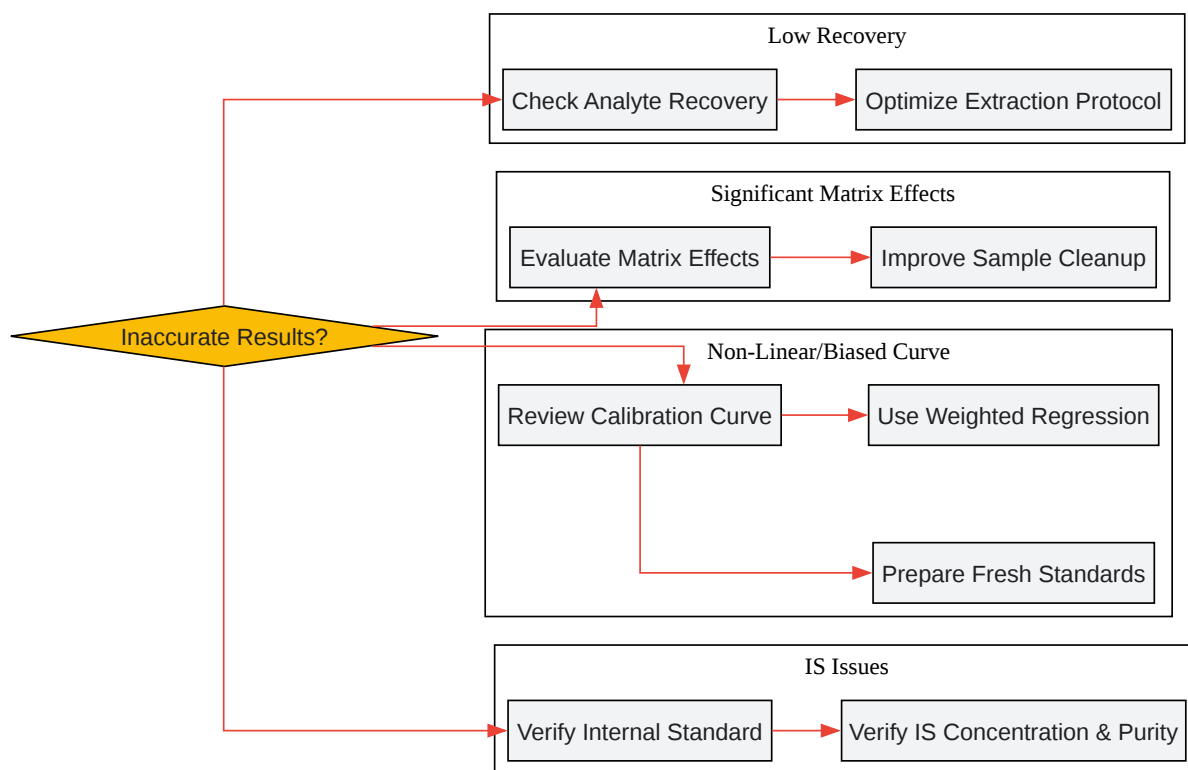 Low Recovery
Check Analyte Recovery
Optimize Extraction Protocol
Significant Matrix Effects
Evaluate Matrix Effects
Improve Sample Cleanup
Inaccurate Results?
Non-Linear/Biased Curve
Review Calibration Curve
Use Weighted Regression
Prepare Fresh Standards
IS Issues
Verify Internal Standard
Verify IS Concentration & Purity